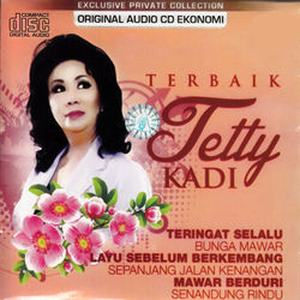 EXCLUSIVE PRIVATE COLLECTION
ORIGINAL AUDIO CD EKONOMI
COMPACT
disc
DIGITAL AUDIO
TERBAIK
Tetty
KADI
TERINGAT SELALU
BUNGA MAWAR
LAYU SEBELUM BERKEMBANG
SEPANJANG JALAN KENANGAN
MAWAR BERDURI
SENANDUNG RINDU